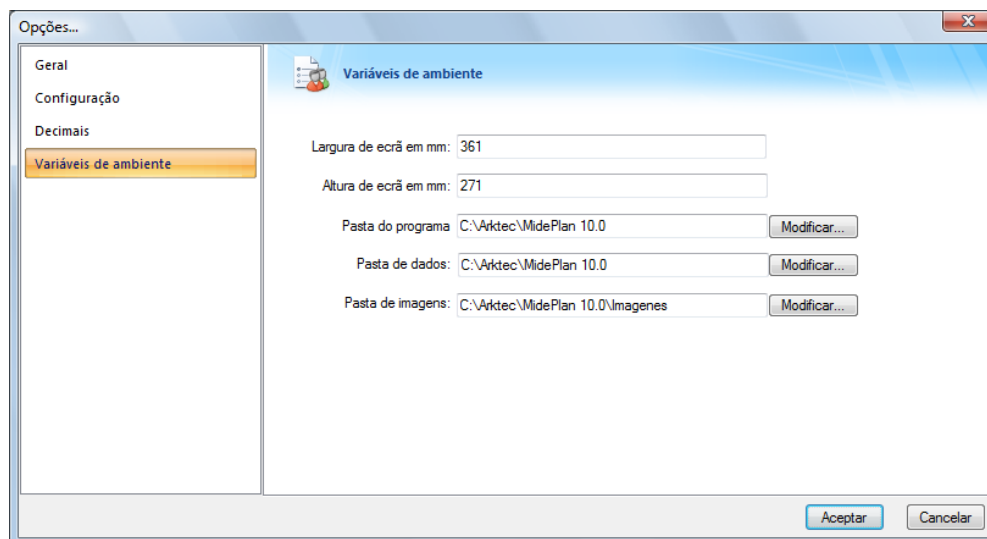 Opções...
Geral
Configuração
Decimais
Variáveis de ambiente
Variáveis de ambiente
Largura de ecrã em mm: 361
Altura de ecrã em mm: 271
Pasta do programa C:\Arktec\MidePlan 10.0 Modificar...
Pasta de dados: C:\Arktec\MidePlan 10.0 Modificar...
Pasta de imagens: C:\Arktec\MidePlan 10.0\Imagenes Modificar...
Aceptar Cancelar